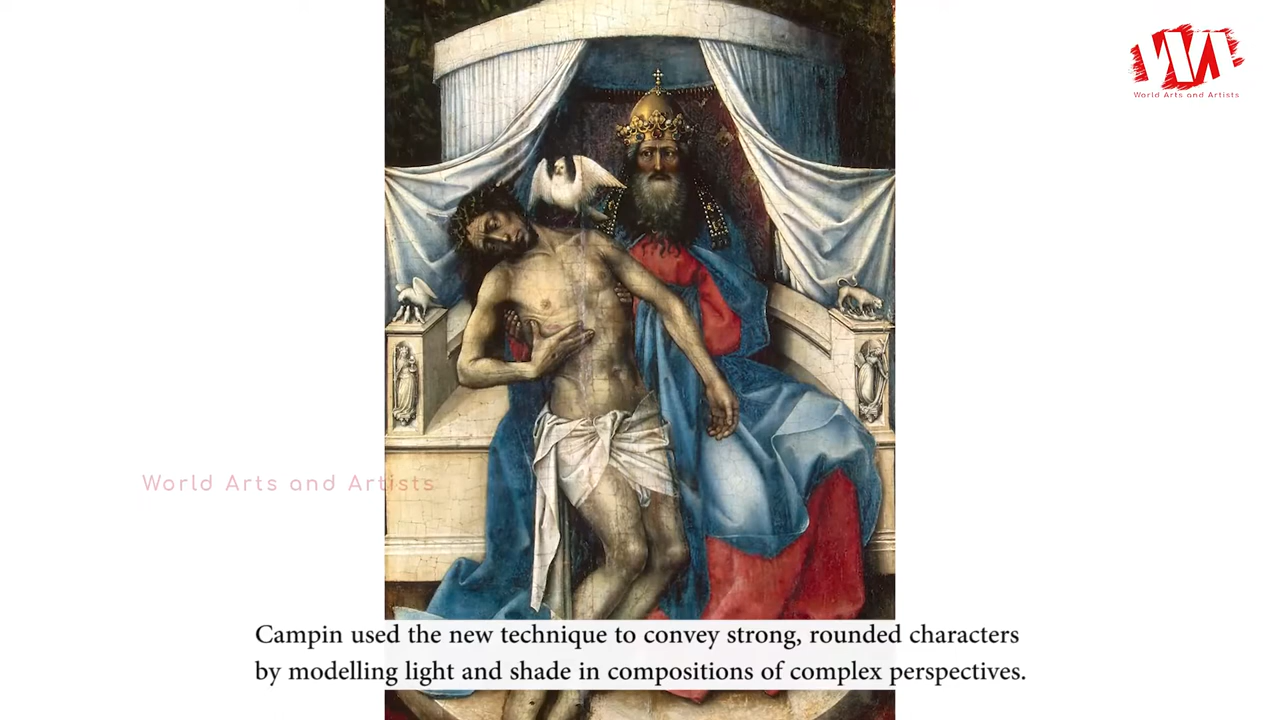 World Arts and Artists
World Arts and Artists
Campin used the new technique to convey strong, rounded characters
by modelling light and shade in compositions of complex perspectives.